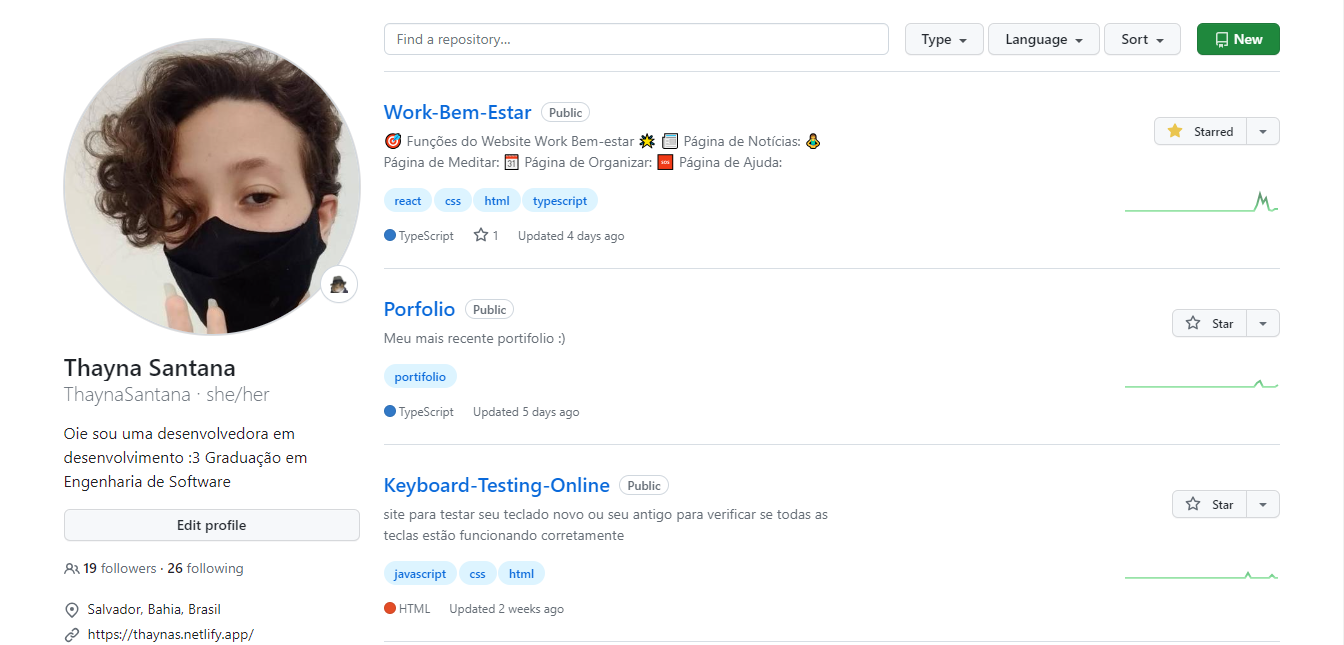 Find a repository...
Type
Language
Sort
New
Work-Bem-Estar Public
🎯 Funções do Website Work Bem-estar 🌟 📰 Página de Notícias: 🧘
Página de Meditar: 📅 Página de Organizar: 🆘 Página de Ajuda:
Starred
react css html typescript
TypeScript 1 Updated 4 days ago
Porfolio Public
Meu mais recente portifolio :)
Star
portifolio
TypeScript Updated 5 days ago
Keyboard-Testing-Online Public
site para testar seu teclado novo ou seu antigo para verificar se todas as
teclas estão funcionando corretamente
Star
javascript css html
HTML Updated 2 weeks ago
Thayna Santana
ThaynaSantana · she/her
Oie sou uma desenvolvedora em
desenvolvimento :3 Graduação em
Engenharia de Software
Edit profile
19 followers · 26 following
Salvador, Bahia, Brasil
https://thaynas.netlify.app/